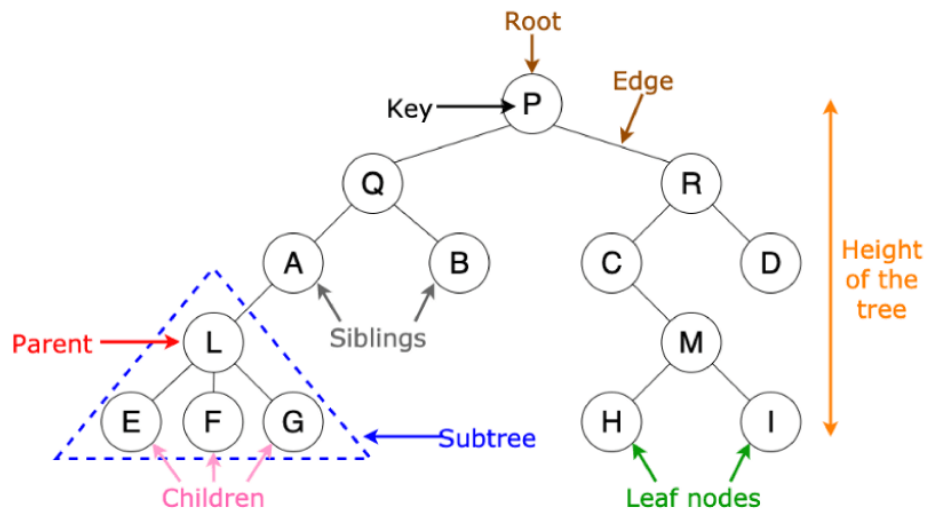 Root
Edge
Key
P
Q
R
A
B
C
D
Height
of the
tree
Siblings
Parent
L
M
E
F
G
H
I
Subtree
Children
Leaf nodes